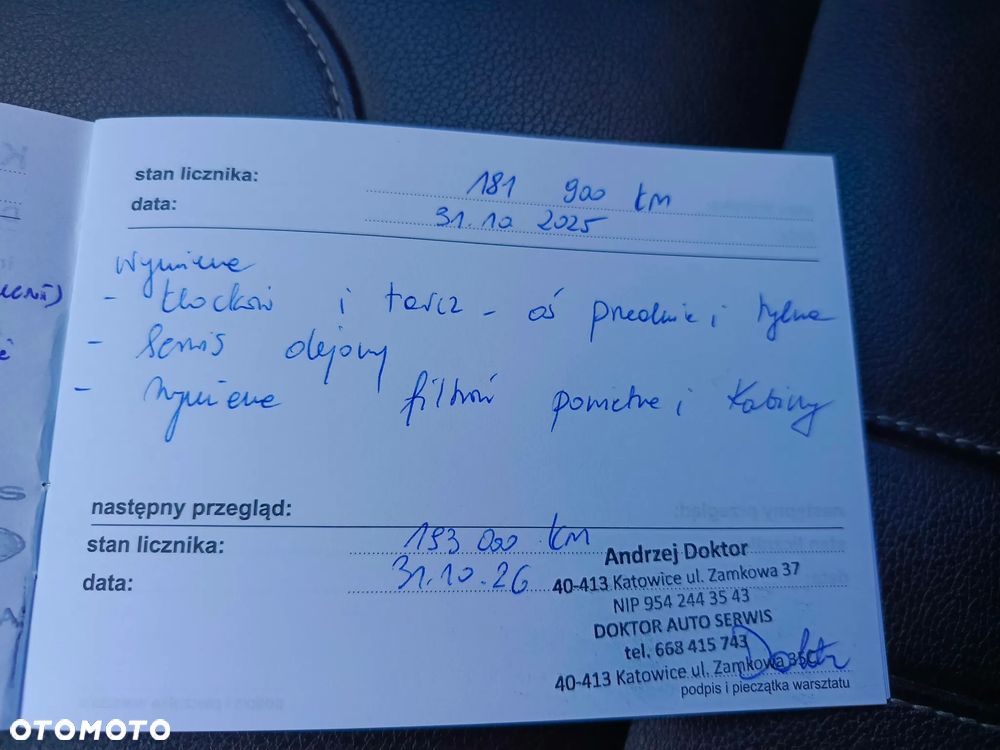 stan licznika: 181 900 km
data: 31.10 2025
Wymiana
- klocków i tarcz - oś przednia i tylna
- Serwis olejowy
- Wymiana filtrów powietrza i kabiny
następny przegląd:
stan licznika: 193 000 km
data: 31.10.26
Andrzej Doktor
40-413 Katowice ul. Zamkowa 37
NIP 954 244 35 43
DOKTOR AUTO SERWIS
tel. 668 415 743
40-413 Katowice ul. Zamkowa 35C
podpis i pieczątka warsztatu
OTOMOTO